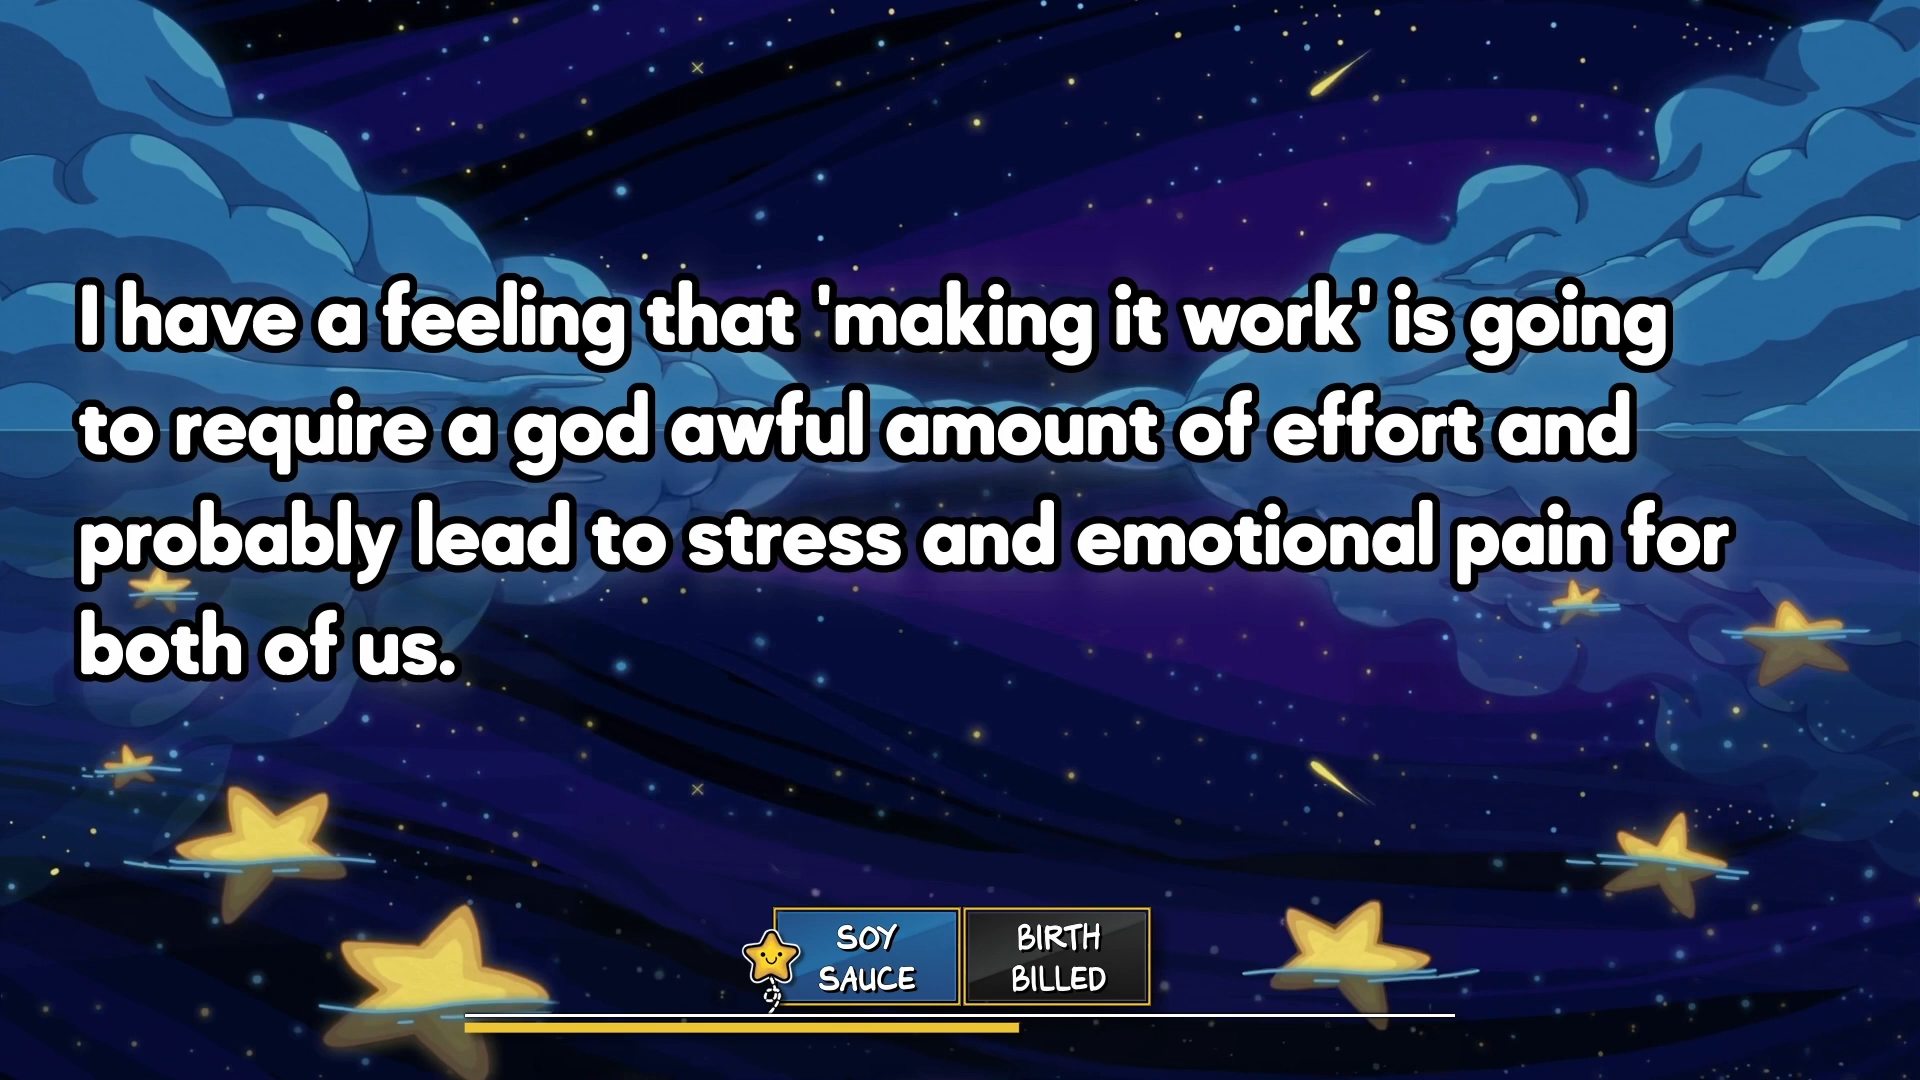 I have a feeling that 'making it work' is going
to require a god awful amount of effort and
probably lead to stress and emotional pain for
both of us.
SOY
SAUCE
BIRTH
BILLED